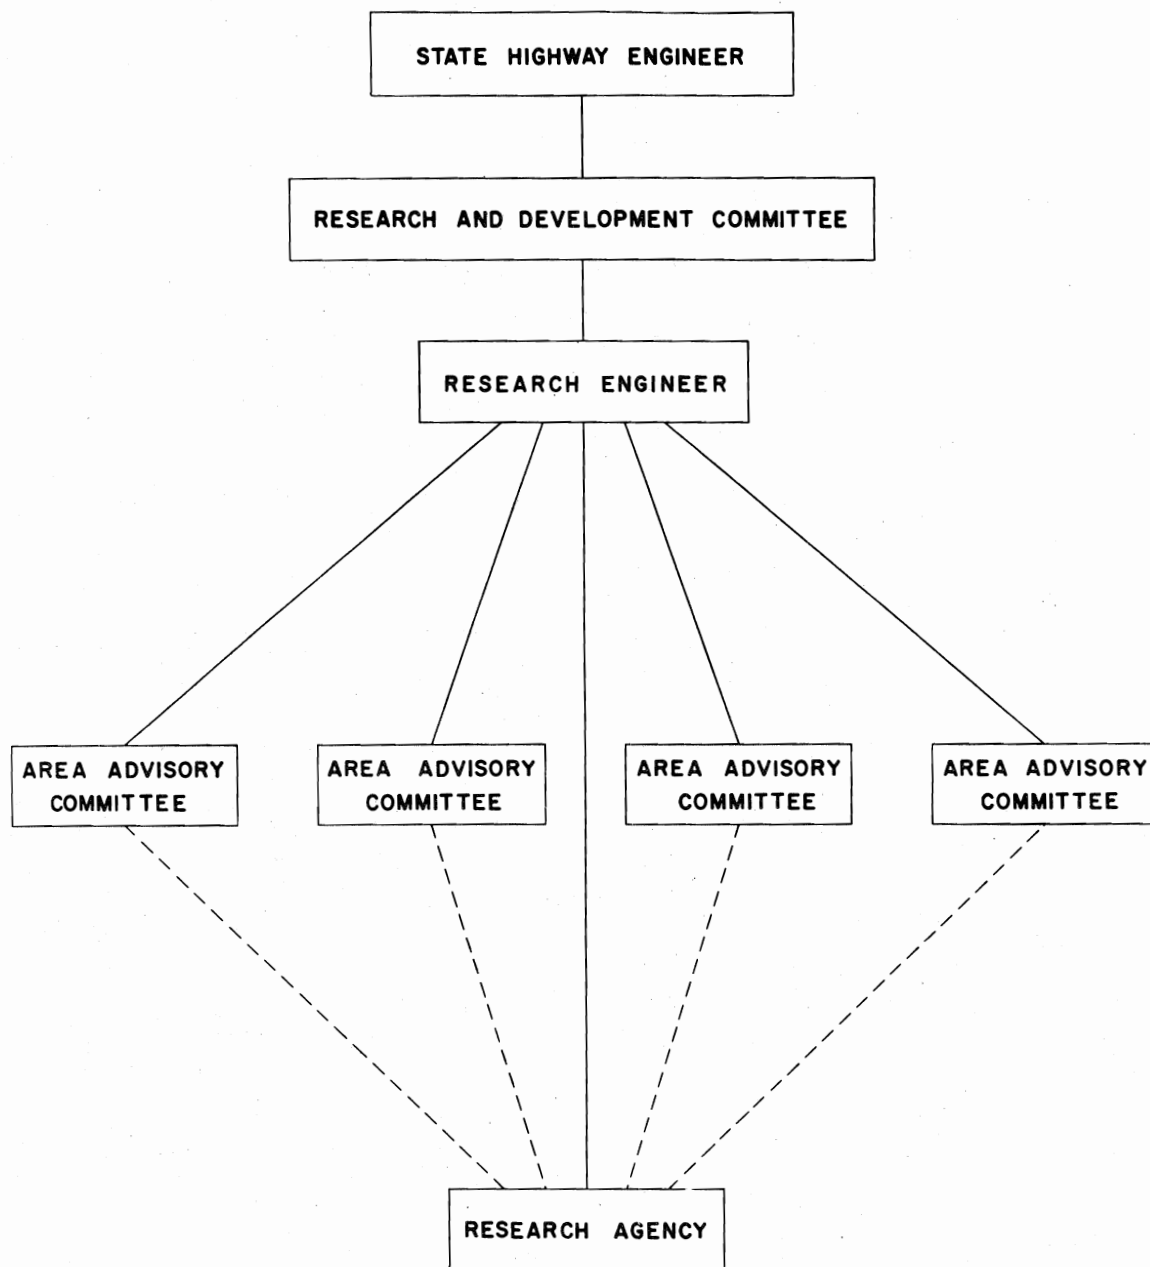 STATE HIGHWAY ENGINEER
RESEARCH AND DEVELOPMENT COMMITTEE
RESEARCH ENGINEER
AREA ADVISORY
COMMITTEE
AREA ADVISORY
COMMITTEE
AREA ADVISORY
COMMITTEE
AREA ADVISORY
COMMITTEE
RESEARCH AGENCY